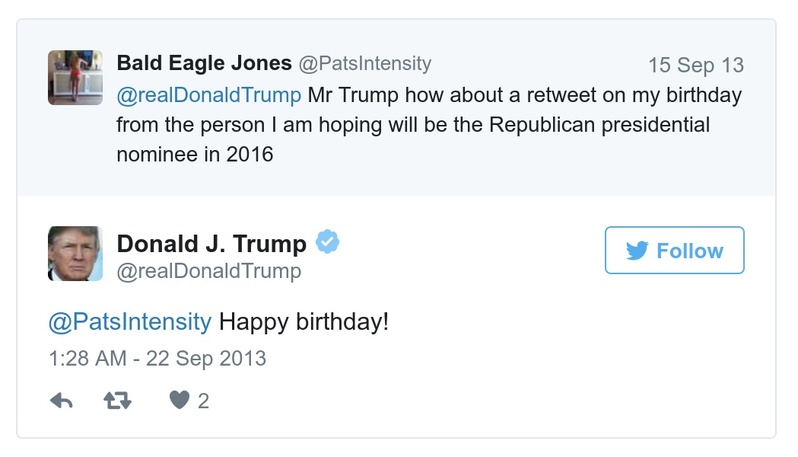 Bald Eagle Jones @PatsIntensity 15 Sep 13
@realDonaldTrump Mr Trump how about a retweet on my birthday
from the person I am hoping will be the Republican presidential
nominee in 2016
Donald J. Trump
@realDonaldTrump
Follow
@PatsIntensity Happy birthday!
1:28 AM - 22 Sep 2013
2